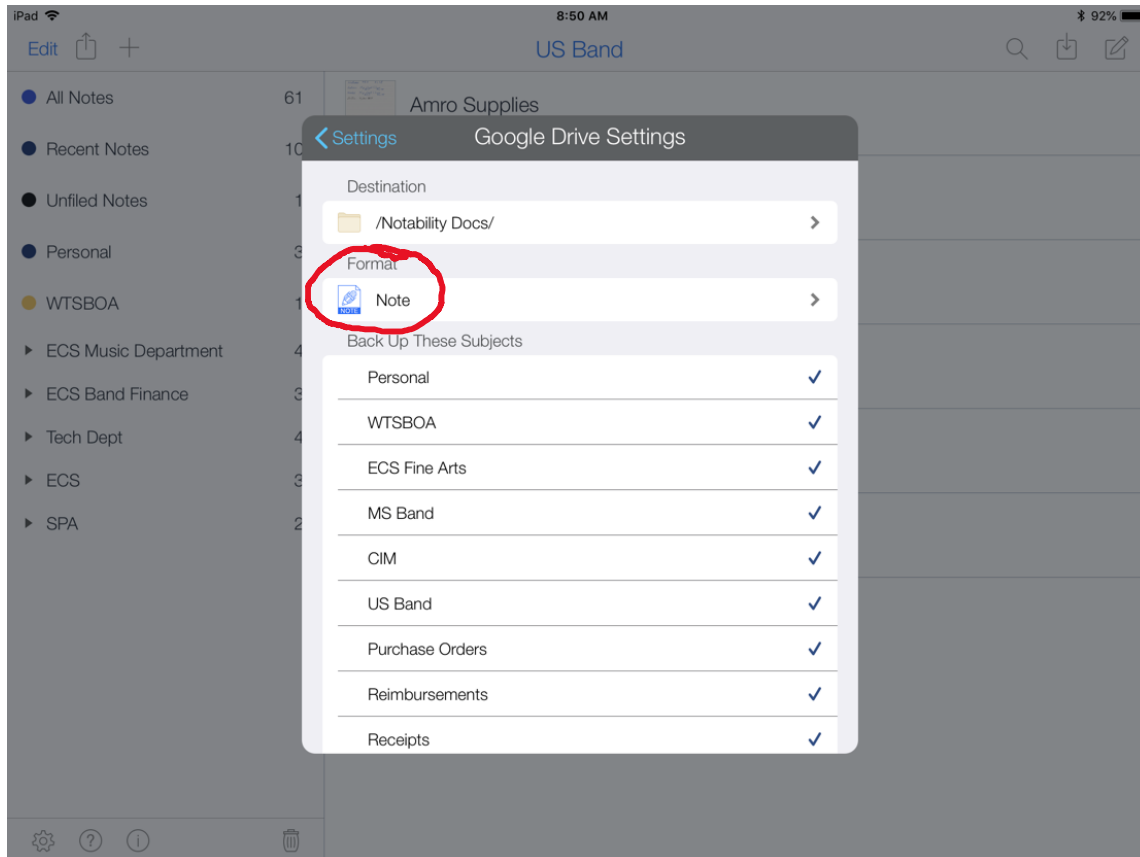 iPad 8:50 AM 92%
Edit US Band
All Notes 61
Amro Supplies
Settings Google Drive Settings
Recent Notes 10
Destination
Unfiled Notes 1
/Notability Docs/
Personal 3
Format
WTSBOA 1
Note
NOTE
Back Up These Subjects
ECS Music Department 4
Personal
ECS Band Finance 3
WTSBOA
Tech Dept 4
ECS Fine Arts
ECS 3
MS Band
SPA 2
CIM
US Band
Purchase Orders
Reimbursements
Receipts